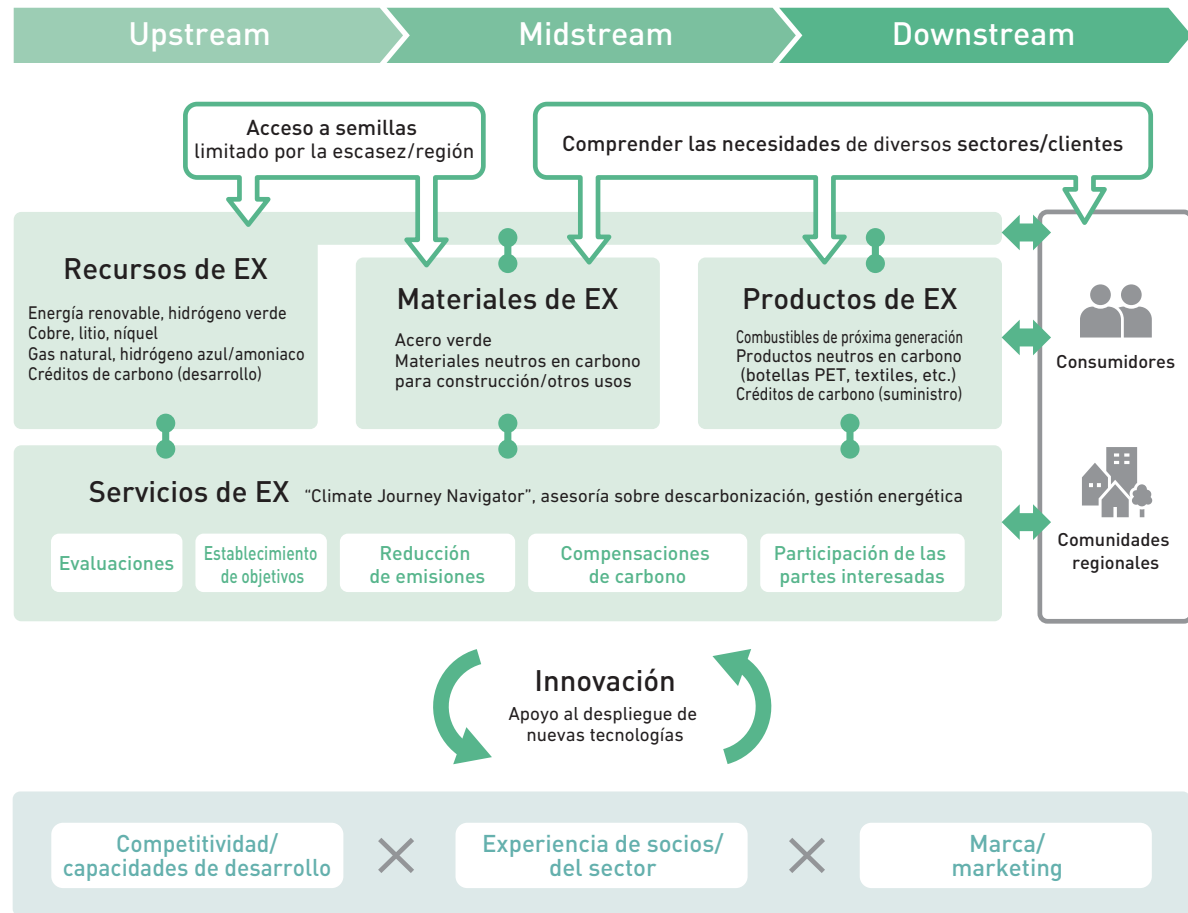 Upstream
Midstream
Downstream
Acceso a semillas
limitado por la escasez/región
Comprender las necesidades de diversos sectores/clientes
Recursos de EX
Energía renovable, hidrógeno verde
Cobre, litio, níquel
Gas natural, hidrógeno azul/amoniaco
Créditos de carbono (desarrollo)
Materiales de EX
Acero verde
Materiales neutros en carbono
para construcción/otros usos
Productos de EX
Combustibles de próxima generación
Productos neutros en carbono
(botellas PET, textiles, etc.)
Créditos de carbono (suministro)
Consumidores
Comunidades
regionales
Servicios de EX “Climate Journey Navigator”, asesoría sobre descarbonización, gestión energética
Evaluaciones
Establecimiento
de objetivos
Reducción
de emisiones
Compensaciones
de carbono
Participación de las
partes interesadas
Innovación
Apoyo al despliegue de
nuevas tecnologías
Competitividad/
capacidades de desarrollo
Experiencia de socios/
del sector
Marca/
marketing